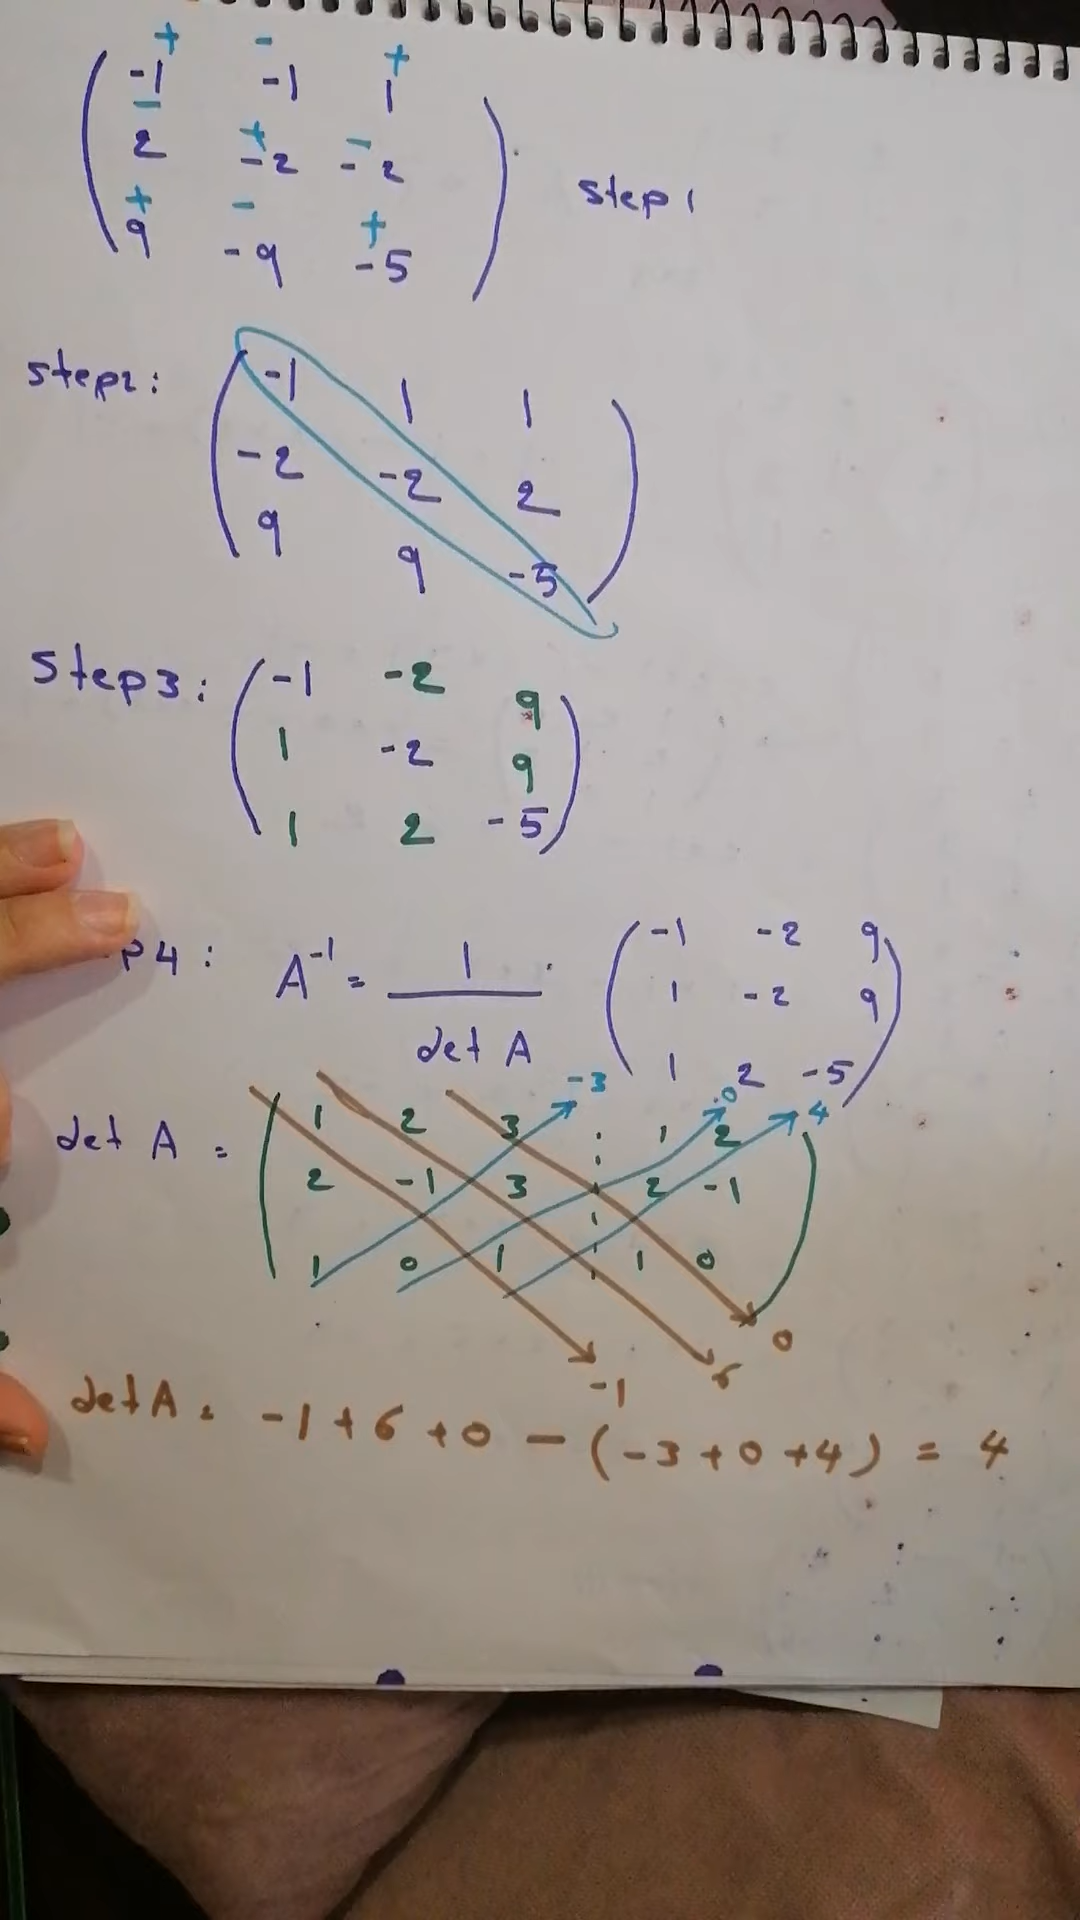 + - +
-1 -1 1
- + -
2 -2 -2
+ - +
9 -9 -5
step 1
step2:
-1 1 1
-2 -2 2
9 9 -5
Step3:
-1 -2 9
1 -2 9
1 2 -5
p4: A⁻¹ = 1 / det A ·
-1 -2 9
1 -2 9
1 2 -5
-3 0 4
det A =
1 2 3 1 2
2 -1 3 2 -1
1 0 1 1 0
-1 6 0
det A = -1 + 6 + 0 - (-3 + 0 + 4) = 4